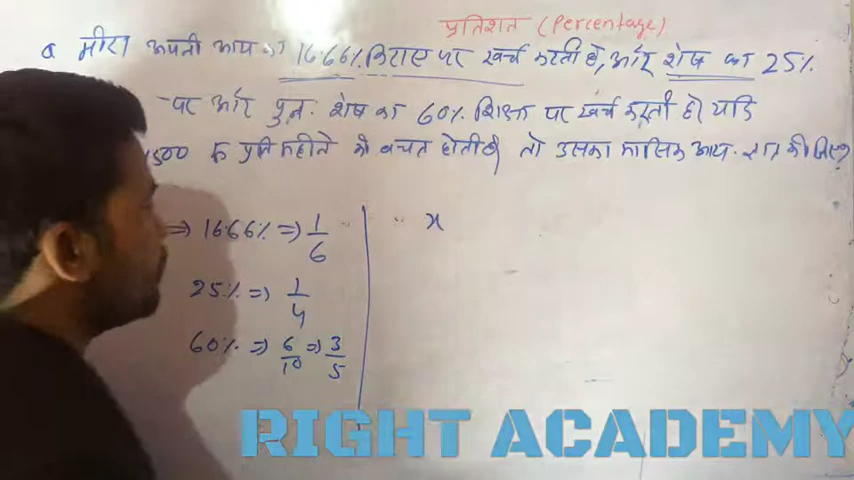 प्रतिशत (Percentage)
Q मीरा अपनी आय का 16.66% किराए पर खर्च करती है, और शेष का 25%
पर और पुनः शेष का 60% शिक्षा पर खर्च करती है यदि
500 रु प्रति महीने की बचत होती है तो उसका मासिक आय ज्ञात कीजिए?
⇒ 16.66% ⇒ 1/6
x
25% ⇒ 1/4
60% ⇒ 6/10 ⇒ 3/5
RIGHT ACADEMY